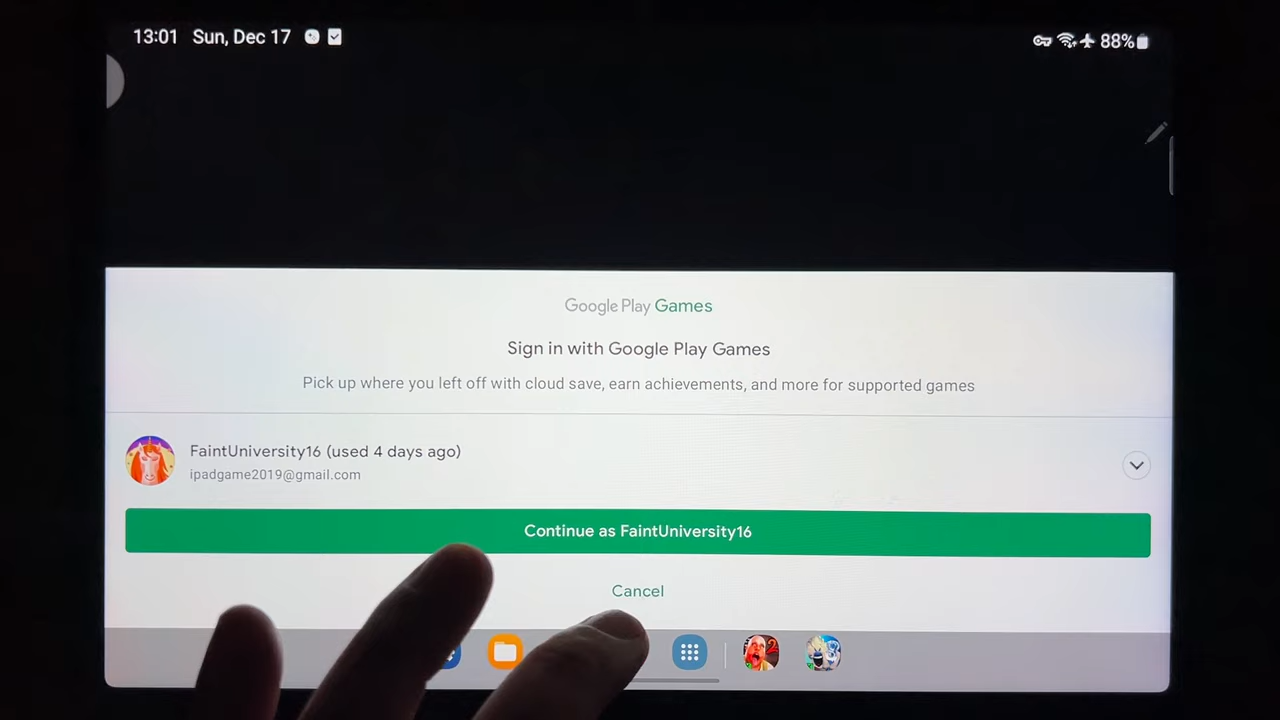 13:01 Sun, Dec 17 88%
Google Play Games
Sign in with Google Play Games
Pick up where you left off with cloud save, earn achievements, and more for supported games
FaintUniversity16 (used 4 days ago)
ipadgame2019@gmail.com
Continue as FaintUniversity16
Cancel
2